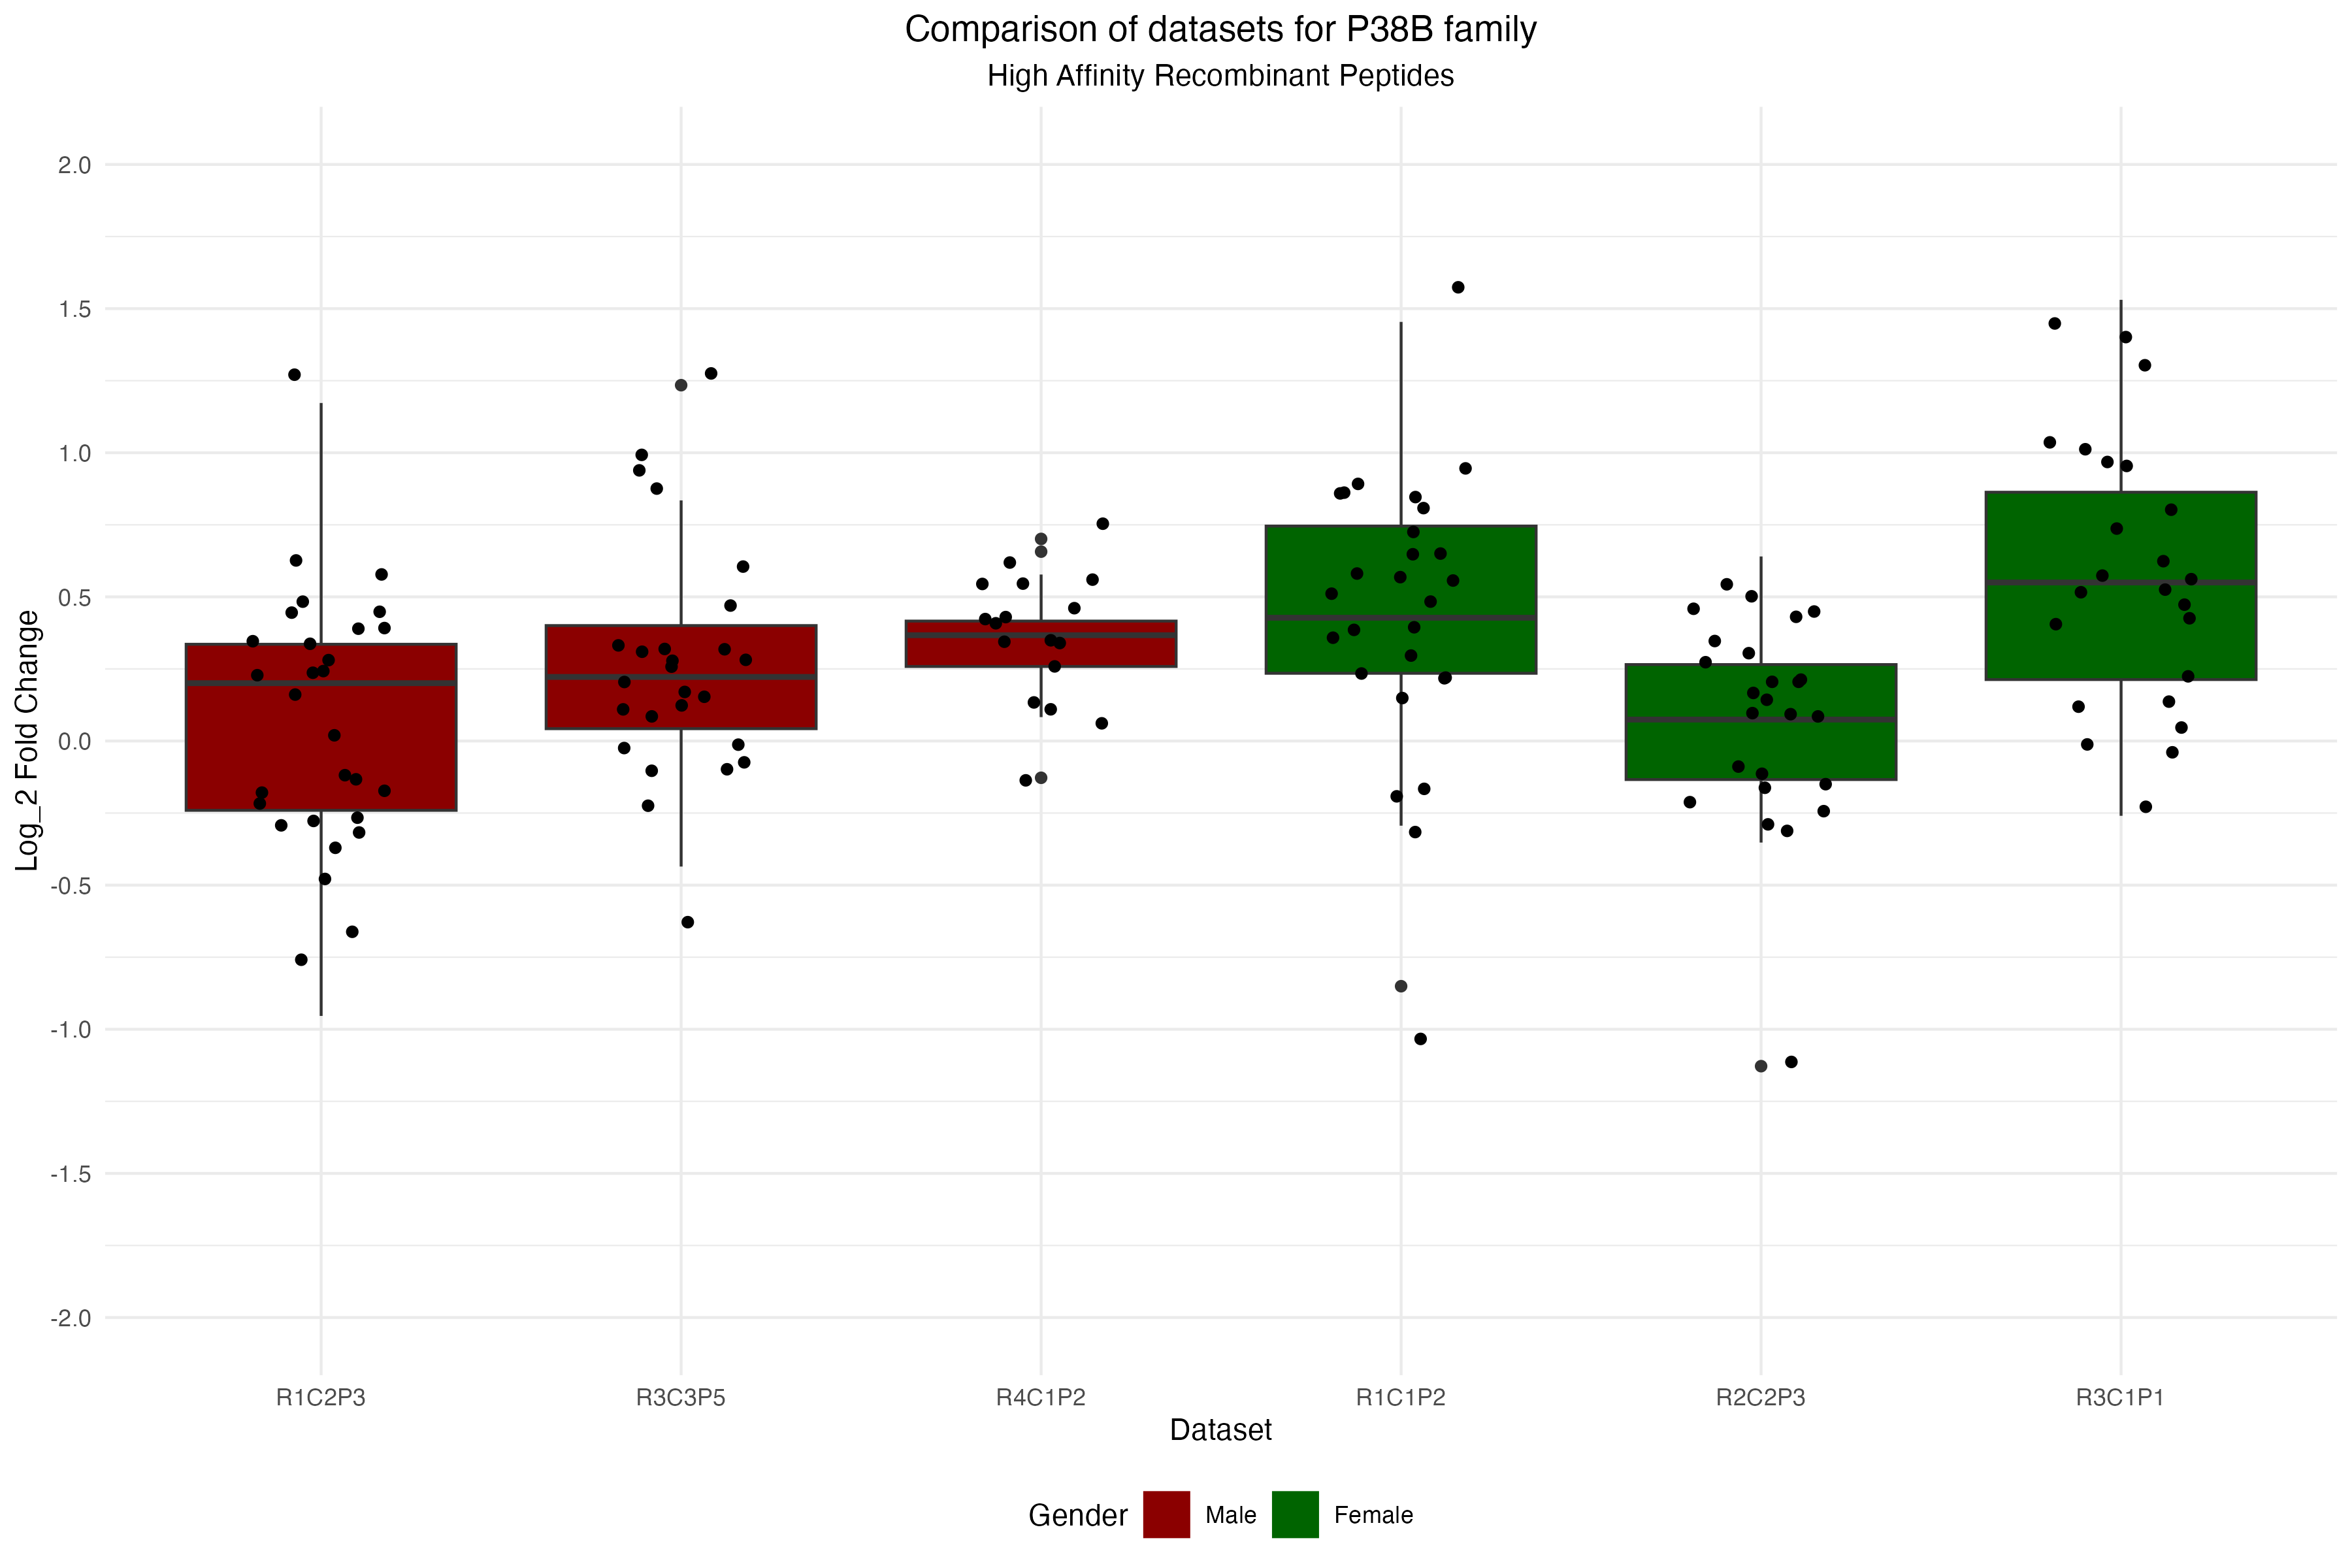 Comparison of datasets for P38B family
High Affinity Recombinant Peptides
Log_2 Fold Change
2.0
1.5
1.0
0.5
0.0
-0.5
-1.0
-1.5
-2.0
R1C2P3 R3C3P5 R4C1P2 R1C1P2 R2C2P3 R3C1P1
Dataset
Gender Male Female